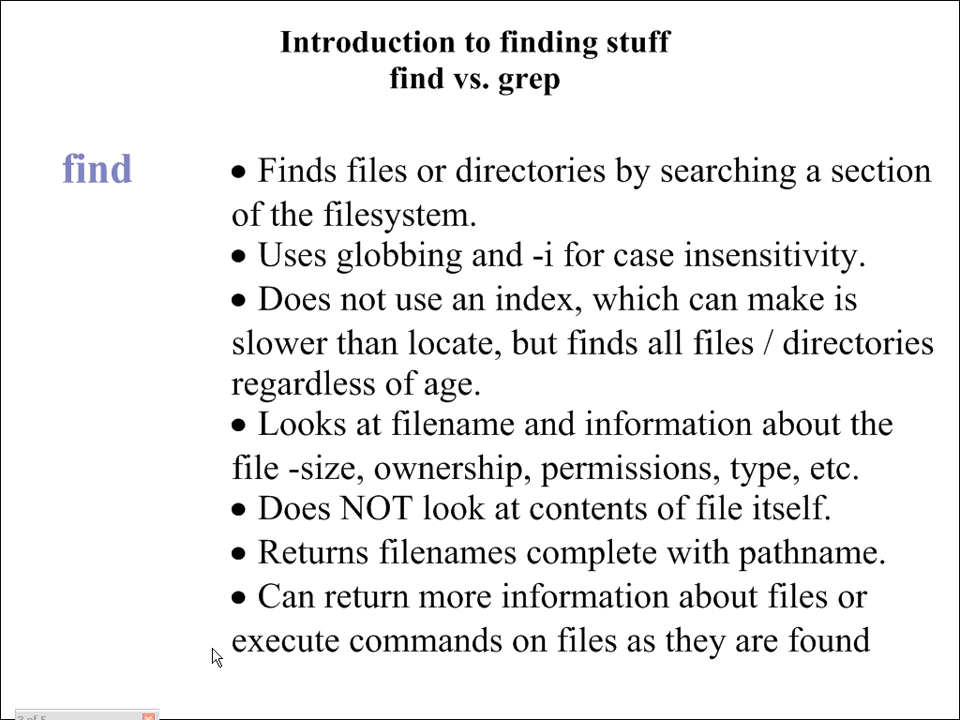 Introduction to finding stuff
find vs. grep
find
• Finds files or directories by searching a section
of the filesystem.
• Uses globbing and -i for case insensitivity.
• Does not use an index, which can make is
slower than locate, but finds all files / directories
regardless of age.
• Looks at filename and information about the
file -size, ownership, permissions, type, etc.
• Does NOT look at contents of file itself.
• Returns filenames complete with pathname.
• Can return more information about files or
execute commands on files as they are found
3 of 5